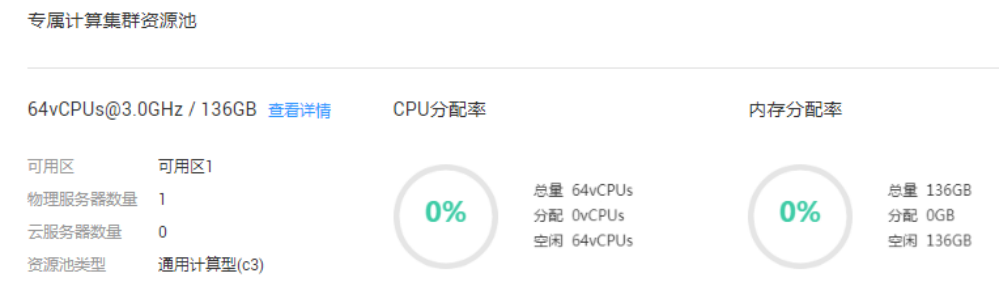 专属计算集群资源池
64vCPUs@3.0GHz / 136GB 查看详情
可用区 可用区1
物理服务器数量 1
云服务器数量 0
资源池类型 通用计算型(c3)
CPU分配率
0%
总量 64vCPUs
分配 0vCPUs
空闲 64vCPUs
内存分配率
0%
总量 136GB
分配 0GB
空闲 136GB